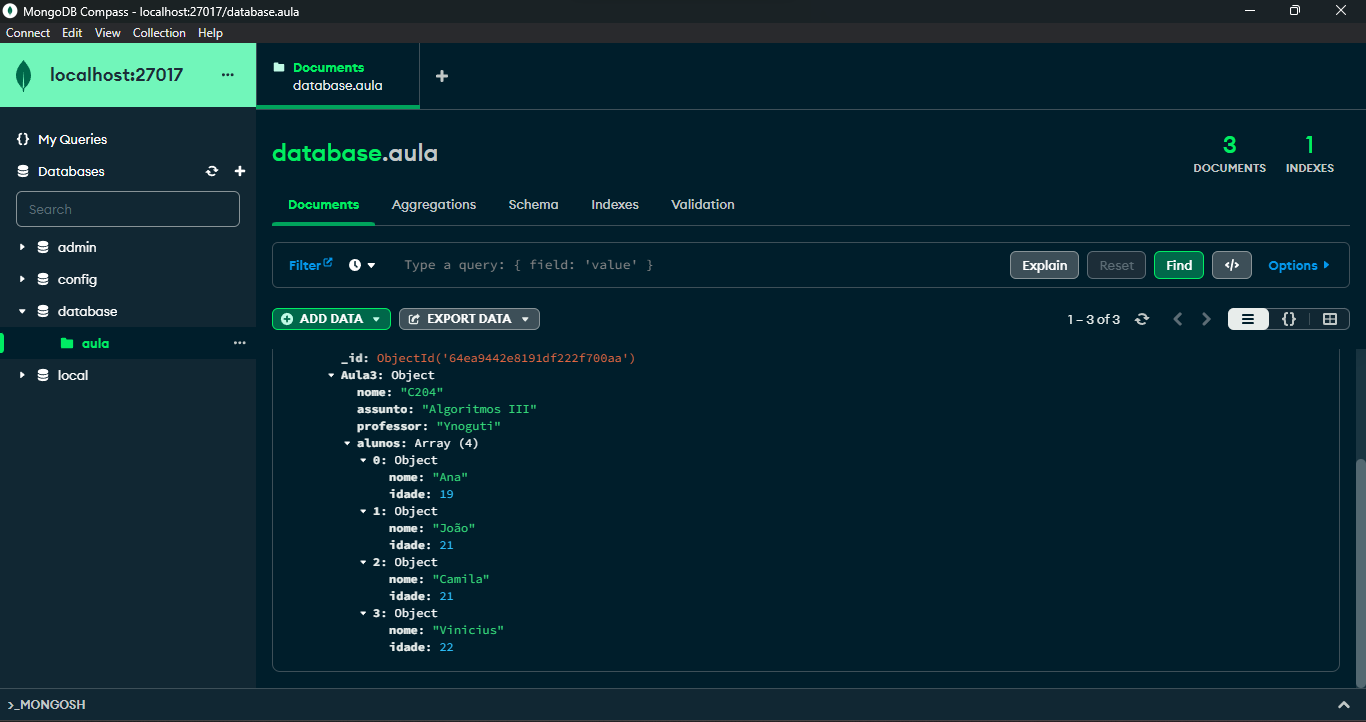 MongoDB Compass - localhost:27017/database.aula
Connect Edit View Collection Help
localhost:27017 ...
Documents
database.aula
{} My Queries
Databases
Search
admin
config
database
aula ...
local
database.aula
3
DOCUMENTS
1
INDEXES
Documents Aggregations Schema Indexes Validation
Filter Type a query: { field: 'value' } Explain Reset Find </> Options
ADD DATA EXPORT DATA 1 – 3 of 3 {}
_id: ObjectId('64ea9442e8191df222f700aa')
Aula3: Object
nome: "C204"
assunto: "Algoritmos III"
professor: "Ynoguti"
alunos: Array (4)
0: Object
nome: "Ana"
idade: 19
1: Object
nome: "João"
idade: 21
2: Object
nome: "Camila"
idade: 21
3: Object
nome: "Vinicius"
idade: 22
>_MONGOSH